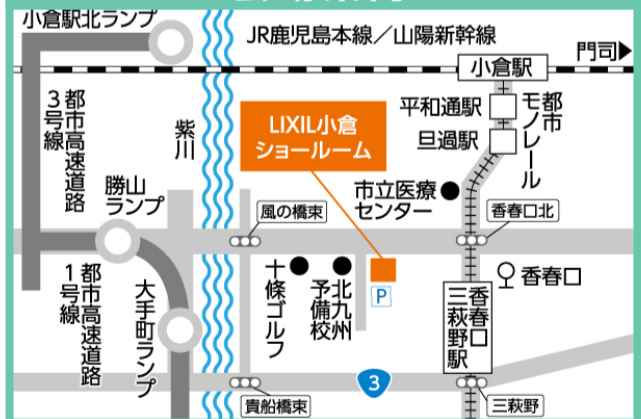 小倉駅北ランプ
JR鹿児島本線／山陽新幹線
門司▶
小倉駅
3号線
都市高速道路
紫川
LIXIL小倉
ショールーム
平和通駅
旦過駅
都市
モノレール
勝山
ランプ
市立医療
センター
風の橋東
香春口北
1号線
都市高速道路
大手町ランプ
十條ゴルフ
北九州
予備校
P
香春口
三萩野駅
香春口
3
貴船橋東
三萩野